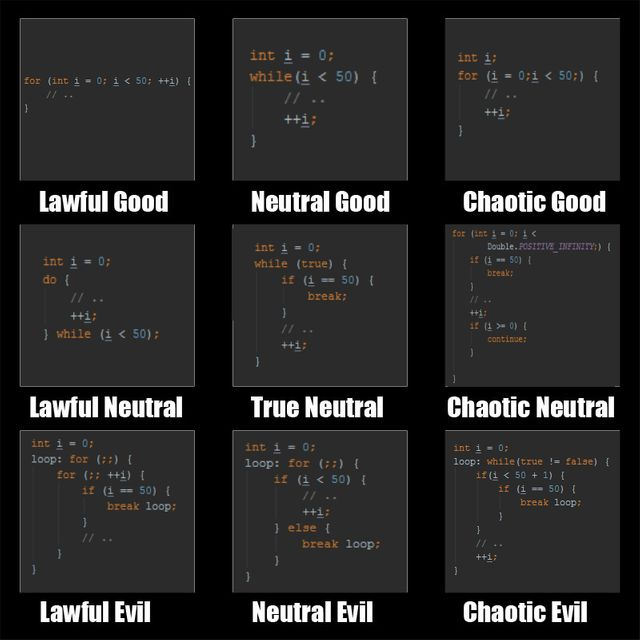 for (int i = 0; i < 50; ++i) {
// ..
}
Lawful Good
int i = 0;
while(i < 50) {
// ..
++i;
}
Neutral Good
int i;
for (i = 0;i < 50;) {
// ..
++i;
}
Chaotic Good
int i = 0;
do {
// ..
++i;
} while (i < 50);
Lawful Neutral
int i = 0;
while (true) {
if (i == 50) {
break;
}
// ..
++i;
}
True Neutral
for (int i = 0; i <
Double.POSITIVE_INFINITY;) {
if (i == 50) {
break;
}
// ..
++i;
if (i >= 0) {
continue;
}
}
Chaotic Neutral
int i = 0;
loop: for (;;) {
for (;; ++i) {
if (i == 50) {
break loop;
}
// ..
}
}
Lawful Evil
int i = 0;
loop: for (;;) {
if (i < 50) {
// ..
++i;
} else {
break loop;
}
}
Neutral Evil
int i = 0;
loop: while(true != false) {
if(i < 50 + 1) {
if (i == 50) {
break loop;
}
}
// ..
++i;
}
Chaotic Evil